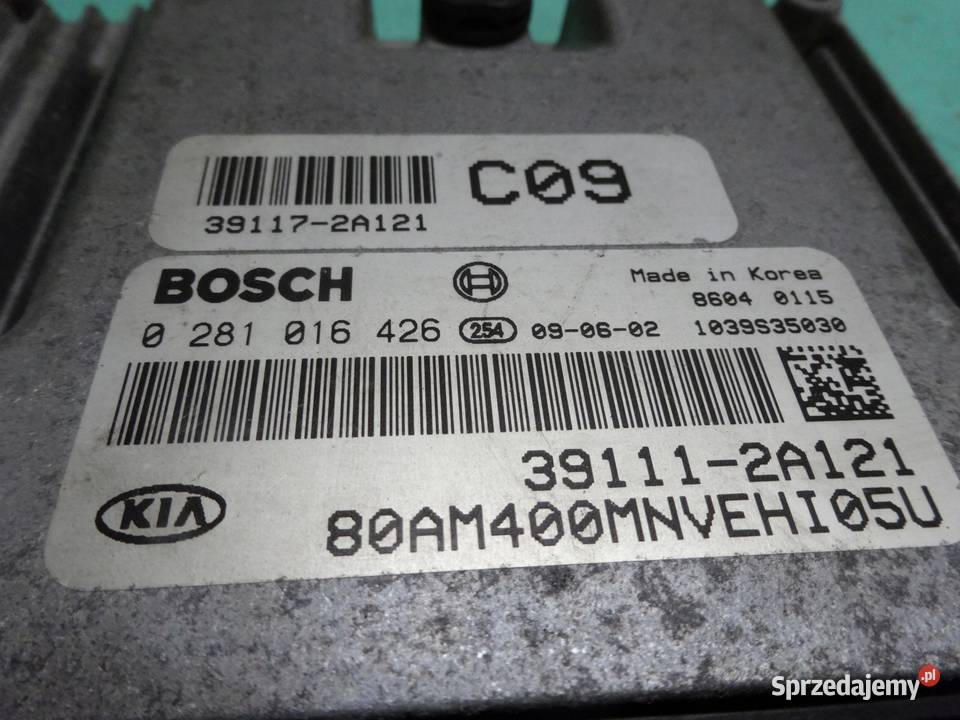 C09
39117-2A121
BOSCH
Made in Korea
8604 0115
0 281 016 426 254 09-06-02 1039S35030
39111-2A121
KIA
80AM400MNVEHI05U
Sprzedajemy.pl